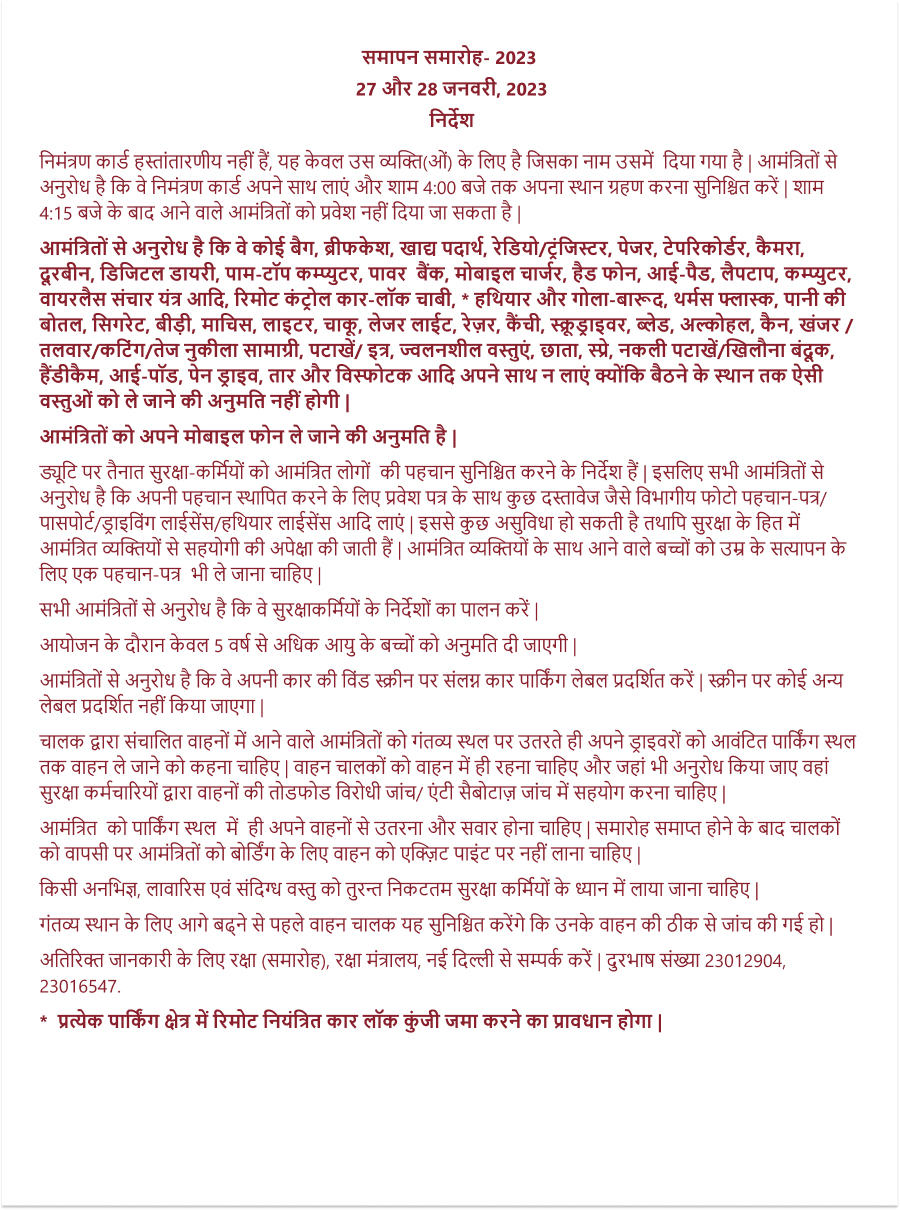 समापन समारोह- 2023
27 और 28 जनवरी, 2023
निर्देश
निमंत्रण कार्ड हस्तांतारणीय नहीं हैं, यह केवल उस व्यक्ति(ओं) के लिए है जिसका नाम उसमें दिया गया है | आमंत्रितों से
अनुरोध है कि वे निमंत्रण कार्ड अपने साथ लाएं और शाम 4:00 बजे तक अपना स्थान ग्रहण करना सुनिश्चित करें | शाम
4:15 बजे के बाद आने वाले आमंत्रितों को प्रवेश नहीं दिया जा सकता है |
आमंत्रितों से अनुरोध है कि वे कोई बैग, ब्रीफकेश, खाद्य पदार्थ, रेडियो/ट्रंजिस्टर, पेजर, टेपरिकोर्डर, कैमरा,
दूरबीन, डिजिटल डायरी, पाम-टॉप कम्प्युटर, पावर बैंक, मोबाइल चार्जर, हैड फोन, आई-पैड, लैपटाप, कम्प्युटर,
वायरलैस संचार यंत्र आदि, रिमोट कंट्रोल कार-लॉक चाबी, * हथियार और गोला-बारूद, थर्मस फ्लास्क, पानी की
बोतल, सिगरेट, बीड़ी, माचिस, लाइटर, चाकू, लेजर लाईट, रेज़र, कैंची, स्क्रूड्राइवर, ब्लेड, अल्कोहल, कैन, खंजर /
तलवार/कटिंग/तेज नुकीला सामाग्री, पटाखें/ इत्र, ज्वलनशील वस्तुएं, छाता, स्प्रे, नकली पटाखें/खिलौना बंदूक,
हैंडीकैम, आई-पॉड, पेन ड्राइव, तार और विस्फोटक आदि अपने साथ न लाएं क्योंकि बैठने के स्थान तक ऐसी
वस्तुओं को ले जाने की अनुमति नहीं होगी |
आमंत्रितों को अपने मोबाइल फोन ले जाने की अनुमति है |
ड्यूटि पर तैनात सुरक्षा-कर्मियों को आमंत्रित लोगों की पहचान सुनिश्चित करने के निर्देश हैं | इसलिए सभी आमंत्रितों से
अनुरोध है कि अपनी पहचान स्थापित करने के लिए प्रवेश पत्र के साथ कुछ दस्तावेज जैसे विभागीय फोटो पहचान-पत्र/
पासपोर्ट/ड्राइविंग लाईसेंस/हथियार लाईसेंस आदि लाएं | इससे कुछ असुविधा हो सकती है तथापि सुरक्षा के हित में
आमंत्रित व्यक्तियों से सहयोगी की अपेक्षा की जाती हैं | आमंत्रित व्यक्तियों के साथ आने वाले बच्चों को उम्र के सत्यापन के
लिए एक पहचान-पत्र भी ले जाना चाहिए |
सभी आमंत्रितों से अनुरोध है कि वे सुरक्षाकर्मियों के निर्देशों का पालन करें |
आयोजन के दौरान केवल 5 वर्ष से अधिक आयु के बच्चों को अनुमति दी जाएगी |
आमंत्रितों से अनुरोध है कि वे अपनी कार की विंड स्क्रीन पर संलग्न कार पार्किंग लेबल प्रदर्शित करें | स्क्रीन पर कोई अन्य
लेबल प्रदर्शित नहीं किया जाएगा |
चालक द्वारा संचालित वाहनों में आने वाले आमंत्रितों को गंतव्य स्थल पर उतरते ही अपने ड्राइवरों को आवंटित पार्किंग स्थल
तक वाहन ले जाने को कहना चाहिए | वाहन चालकों को वाहन में ही रहना चाहिए और जहां भी अनुरोध किया जाए वहां
सुरक्षा कर्मचारियों द्वारा वाहनों की तोडफोड विरोधी जांच/ एंटी सैबोटाज़ जांच में सहयोग करना चाहिए |
आमंत्रित को पार्किंग स्थल में ही अपने वाहनों से उतरना और सवार होना चाहिए | समारोह समाप्त होने के बाद चालकों
को वापसी पर आमंत्रितों को बोर्डिंग के लिए वाहन को एक्ज़िट पाइंट पर नहीं लाना चाहिए |
किसी अनभिज्ञ, लावारिस एवं संदिग्ध वस्तु को तुरन्त निकटतम सुरक्षा कर्मियों के ध्यान में लाया जाना चाहिए |
गंतव्य स्थान के लिए आगे बढ्ने से पहले वाहन चालक यह सुनिश्चित करेंगे कि उनके वाहन की ठीक से जांच की गई हो |
अतिरिक्त जानकारी के लिए रक्षा (समारोह), रक्षा मंत्रालय, नई दिल्ली से सम्पर्क करें | दुरभाष संख्या 23012904,
23016547.
* प्रत्येक पार्किंग क्षेत्र में रिमोट नियंत्रित कार लॉक कुंजी जमा करने का प्रावधान होगा |